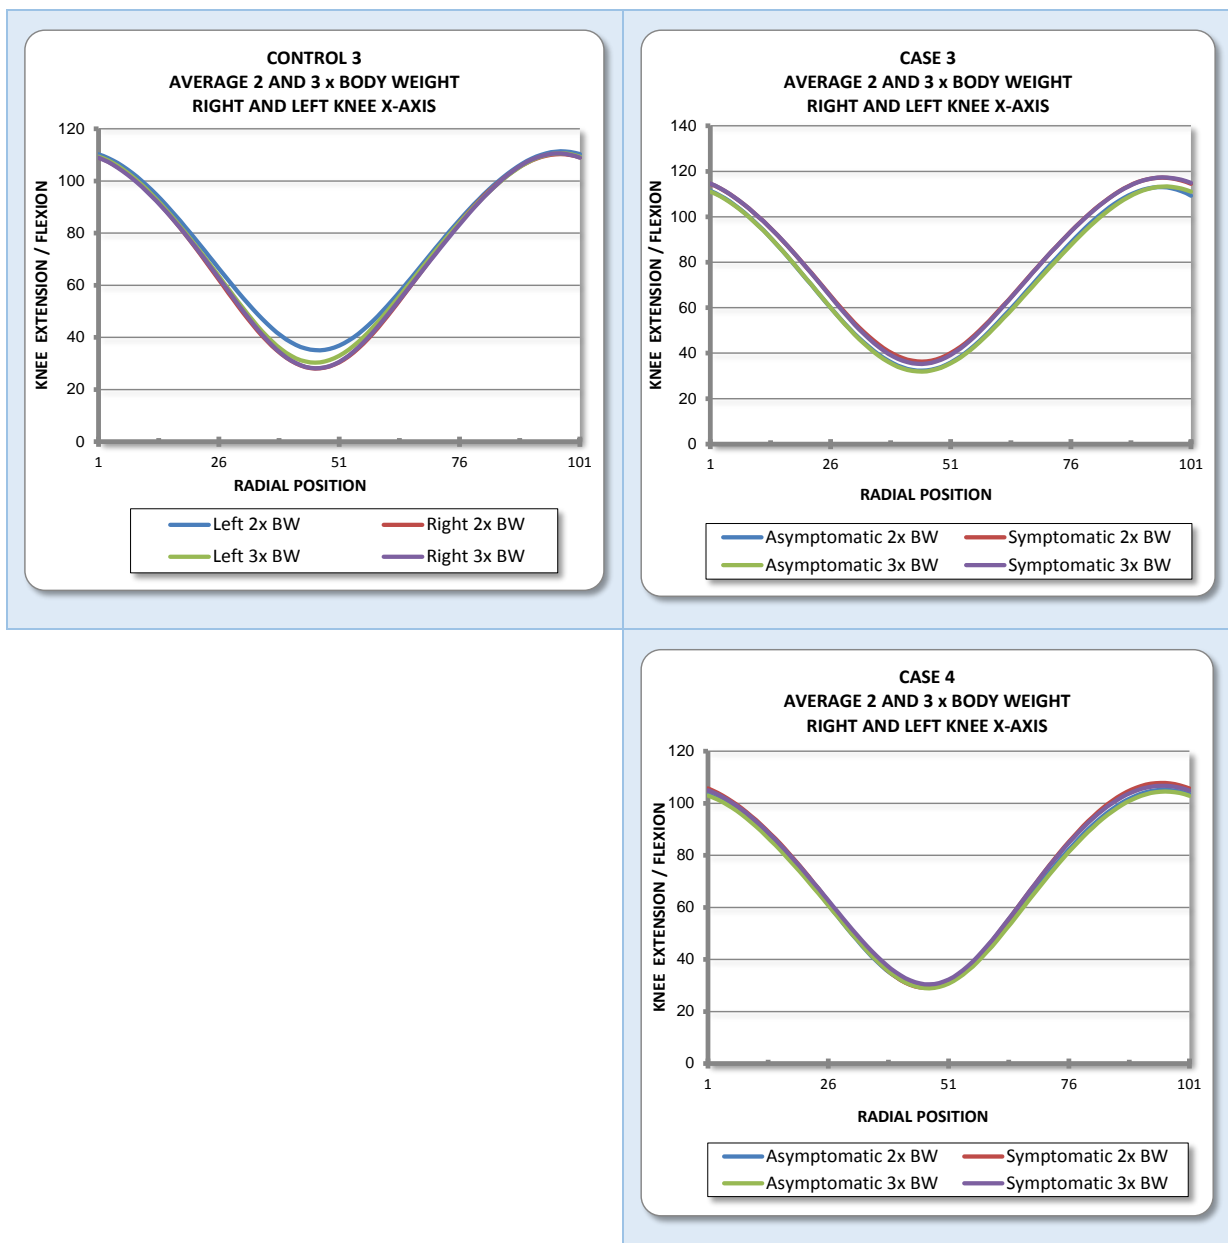 CONTROL 3
AVERAGE 2 AND 3 x BODY WEIGHT
RIGHT AND LEFT KNEE X-AXIS
KNEE EXTENSION / FLEXION
120
100
80
60
40
20
0
1 26 51 76 101
RADIAL POSITION
Left 2x BW Right 2x BW
Left 3x BW Right 3x BW
CASE 3
AVERAGE 2 AND 3 x BODY WEIGHT
RIGHT AND LEFT KNEE X-AXIS
KNEE EXTENSION / FLEXION
140
120
100
80
60
40
20
0
1 26 51 76 101
RADIAL POSITION
Asymptomatic 2x BW Symptomatic 2x BW
Asymptomatic 3x BW Symptomatic 3x BW
CASE 4
AVERAGE 2 AND 3 x BODY WEIGHT
RIGHT AND LEFT KNEE X-AXIS
KNEE EXTENSION / FLEXION
120
100
80
60
40
20
0
1 26 51 76 101
RADIAL POSITION
Asymptomatic 2x BW Symptomatic 2x BW
Asymptomatic 3x BW Symptomatic 3x BW